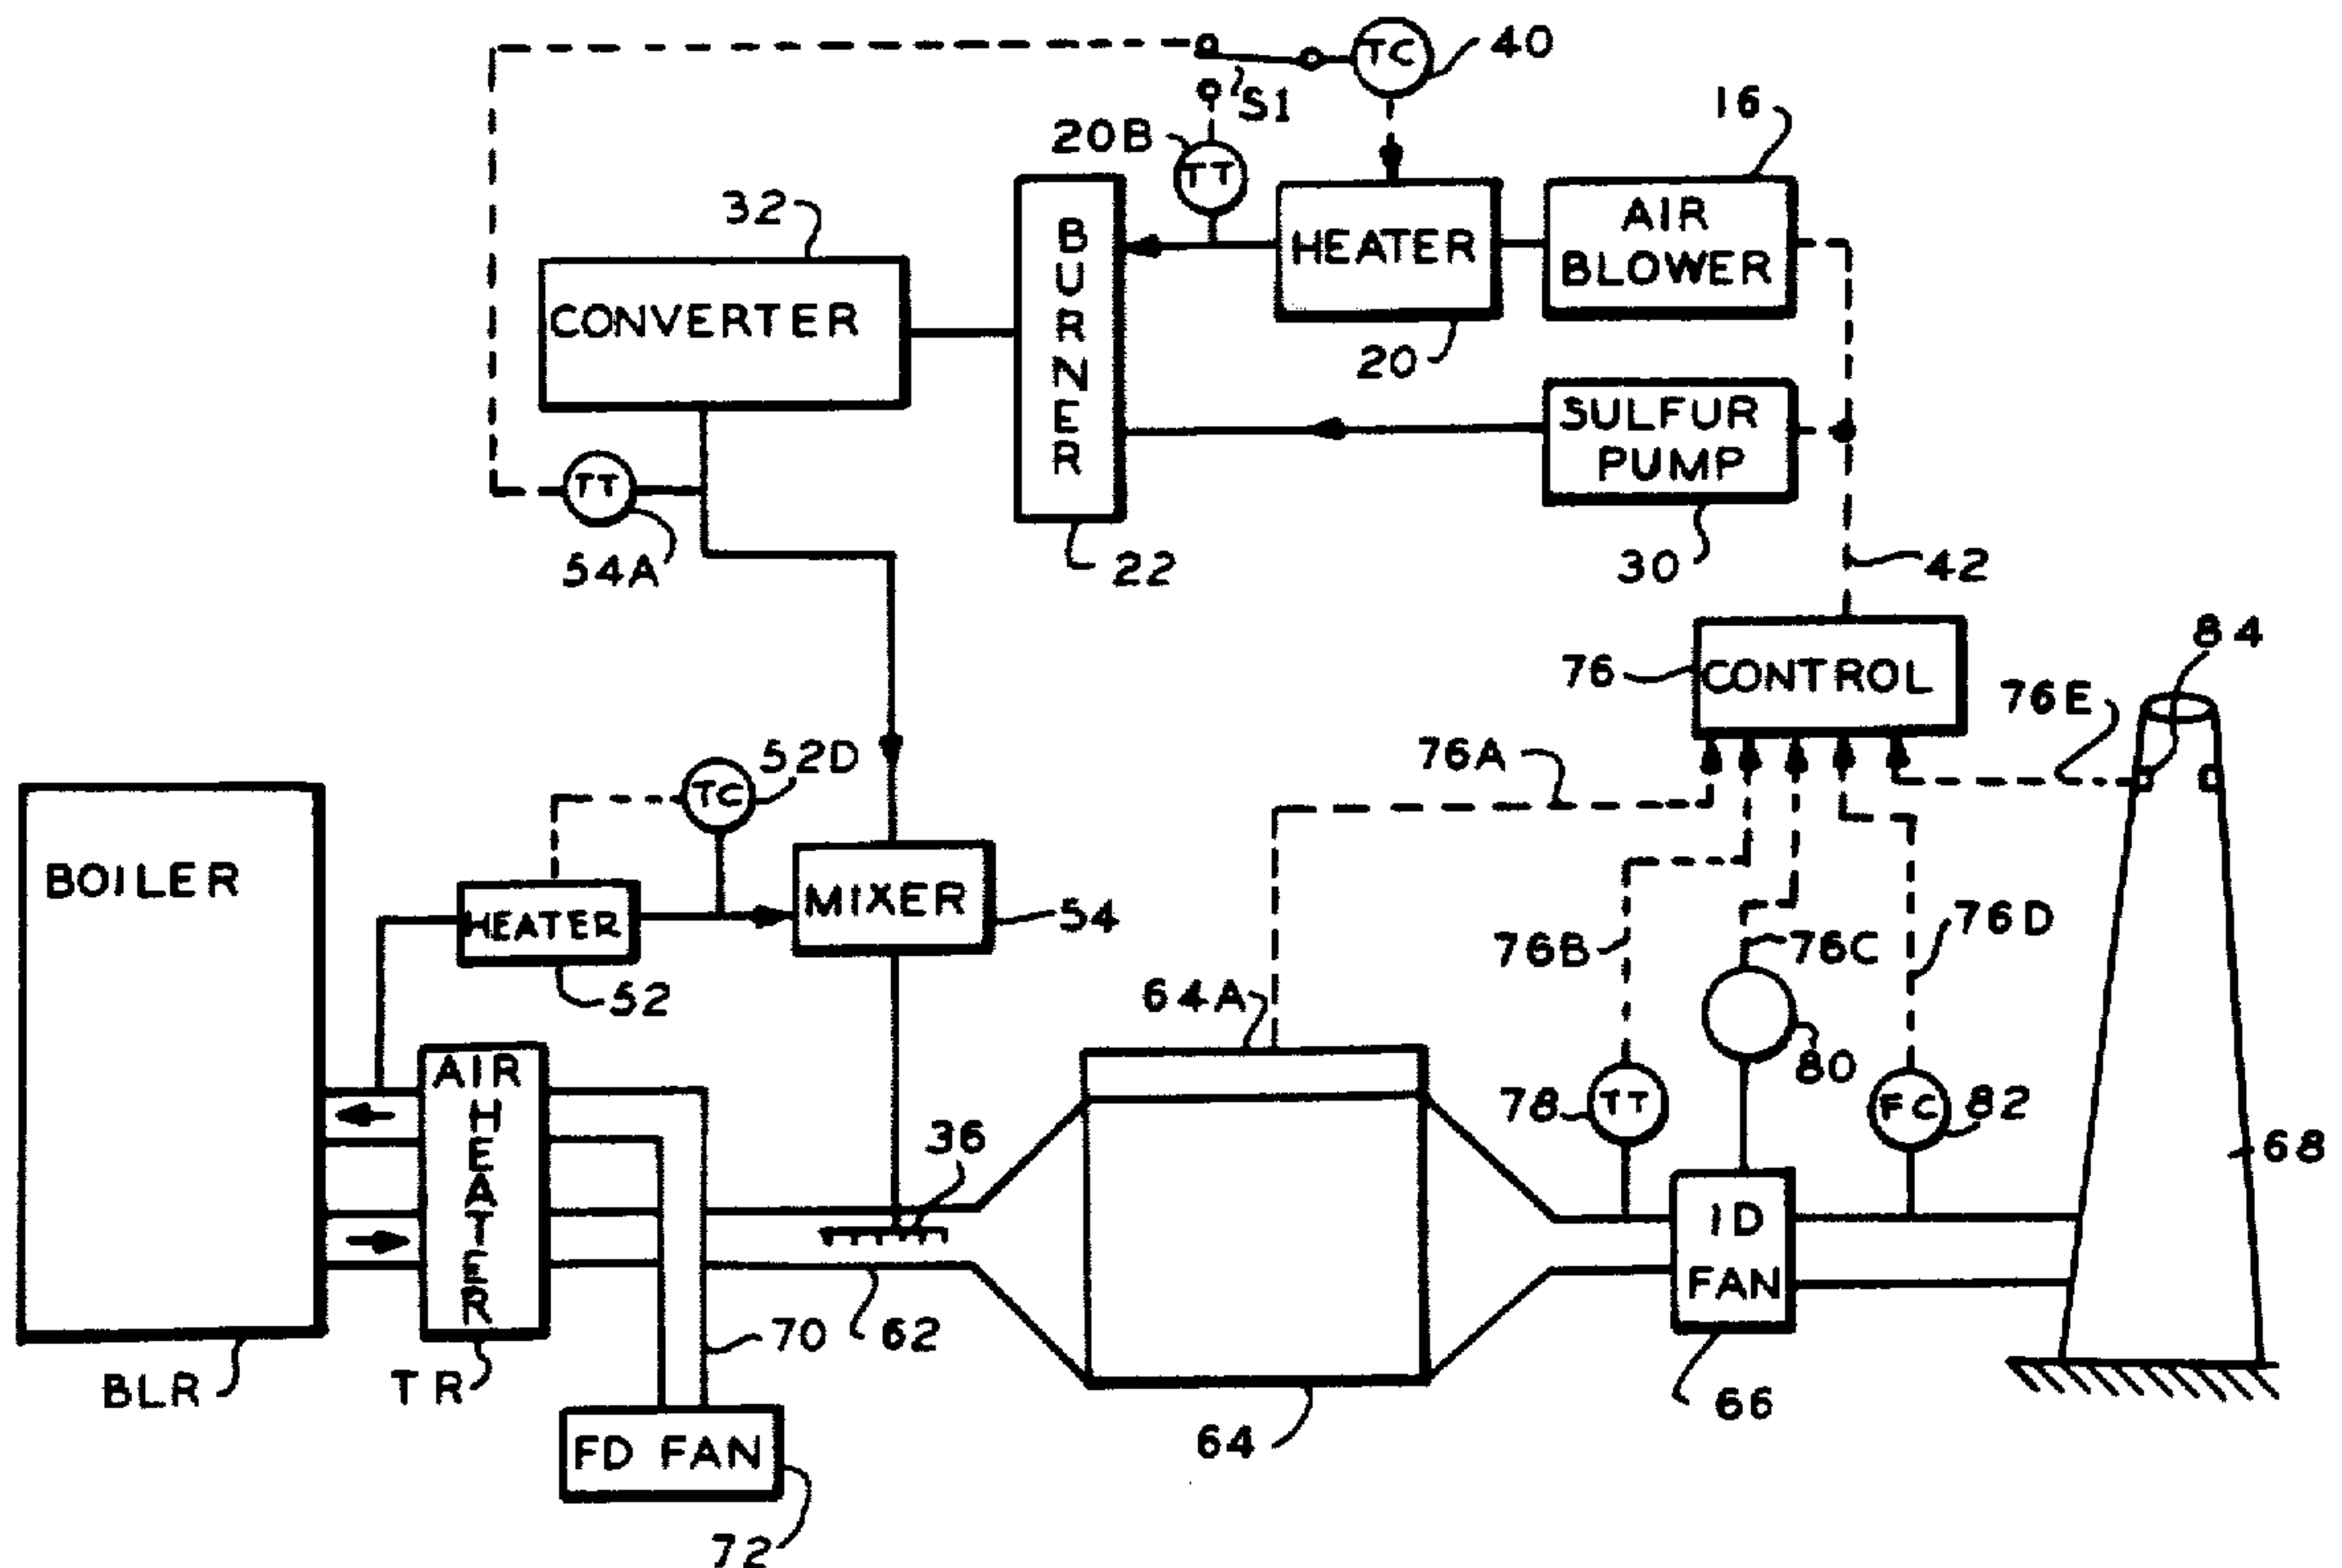 TC
40
S1
16
20B
TT
32
BURNER
HEATER
AIR
BLOWER
CONVERTER
20
SULFUR
PUMP
TT
54A
22
30
42
84
76
CONTROL
76E
52D
TC
76A
BOILER
HEATER
MIXER
54
76B
76C
76D
52
64A
AIR
HEATER
78
TT
80
FC
82
36
68
ID
FAN
70
62
BLR
TR
66
FD FAN
64
72